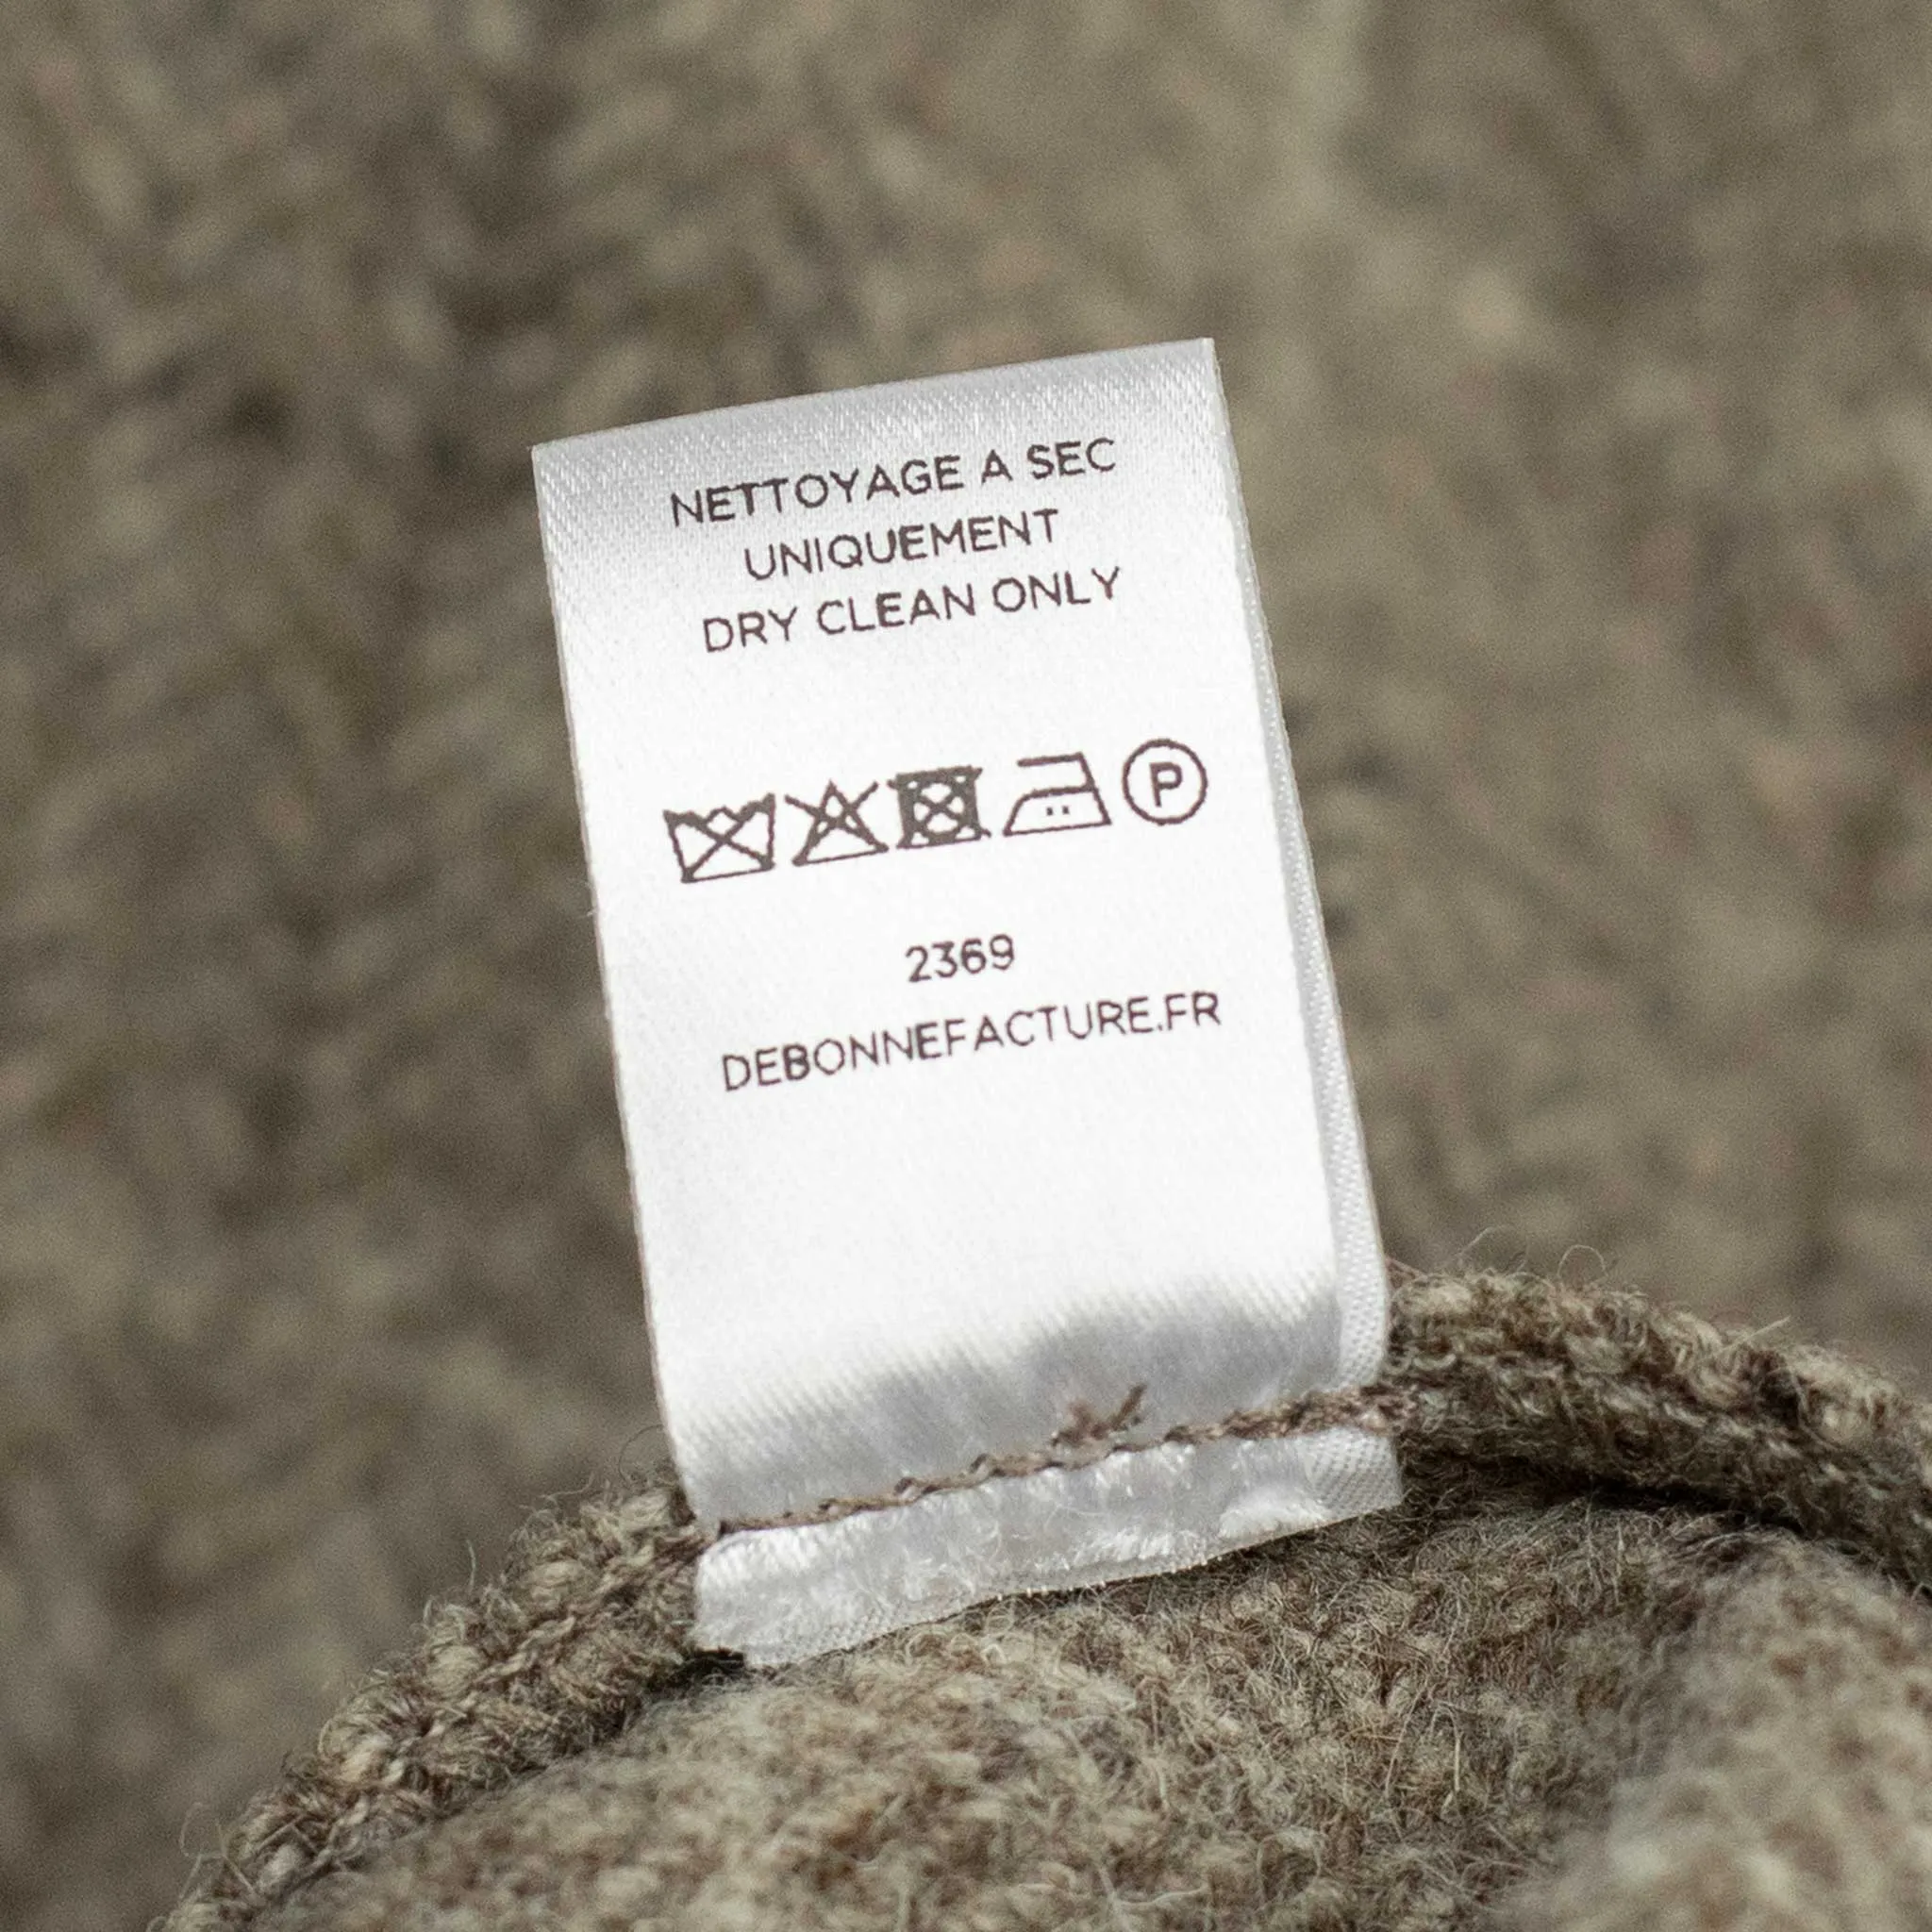 NETTOYAGE A SEC
UNIQUEMENT
DRY CLEAN ONLY
P
2369
DEBONNEFACTURE.FR